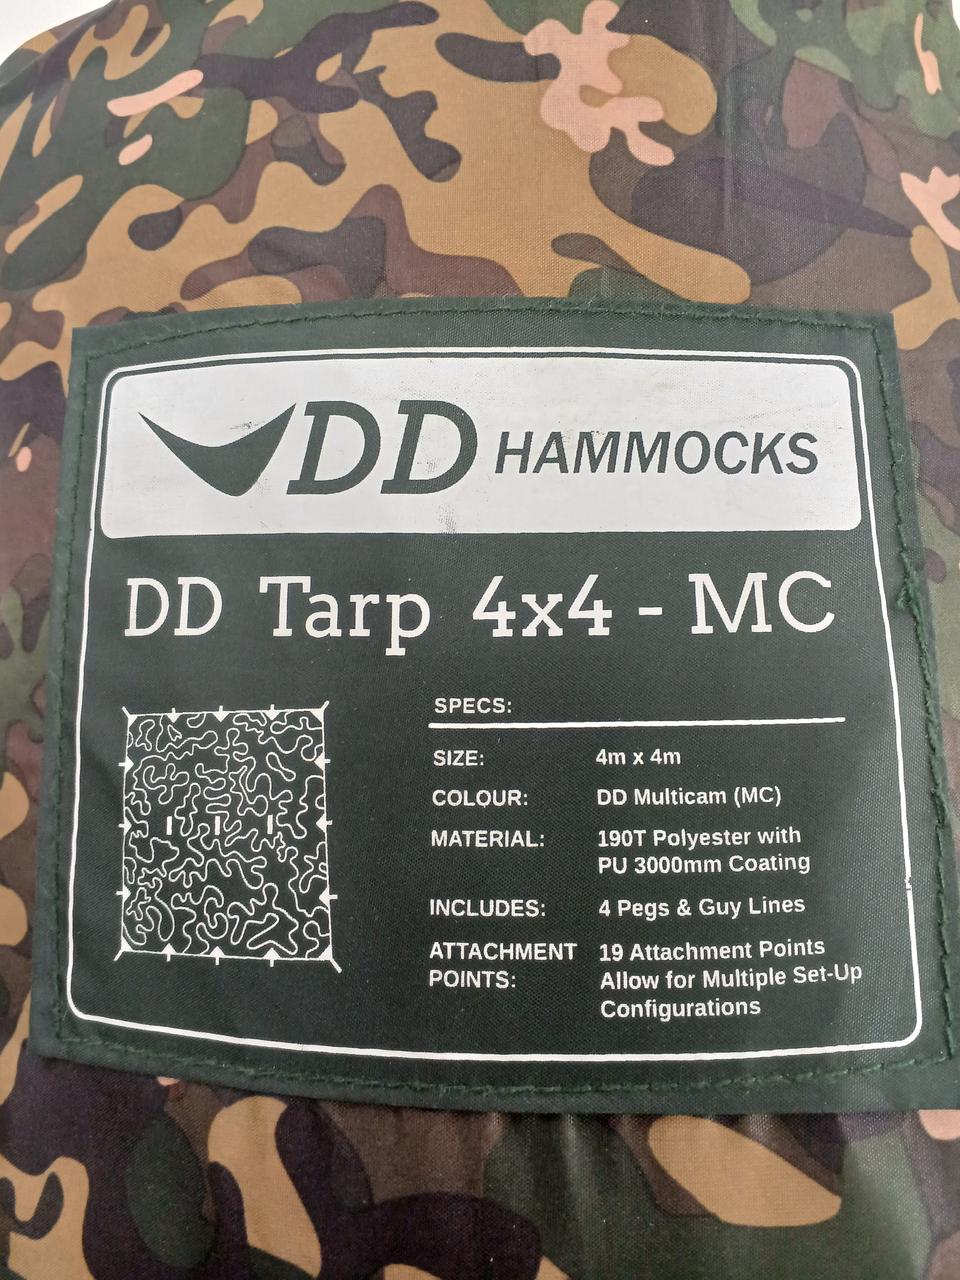 DD HAMMOCKS
DD Tarp 4x4 - MC
SPECS:
SIZE: 4m x 4m
COLOUR: DD Multicam (MC)
MATERIAL: 190T Polyester with
PU 3000mm Coating
INCLUDES: 4 Pegs & Guy Lines
ATTACHMENT 19 Attachment Points
POINTS: Allow for Multiple Set-Up
Configurations